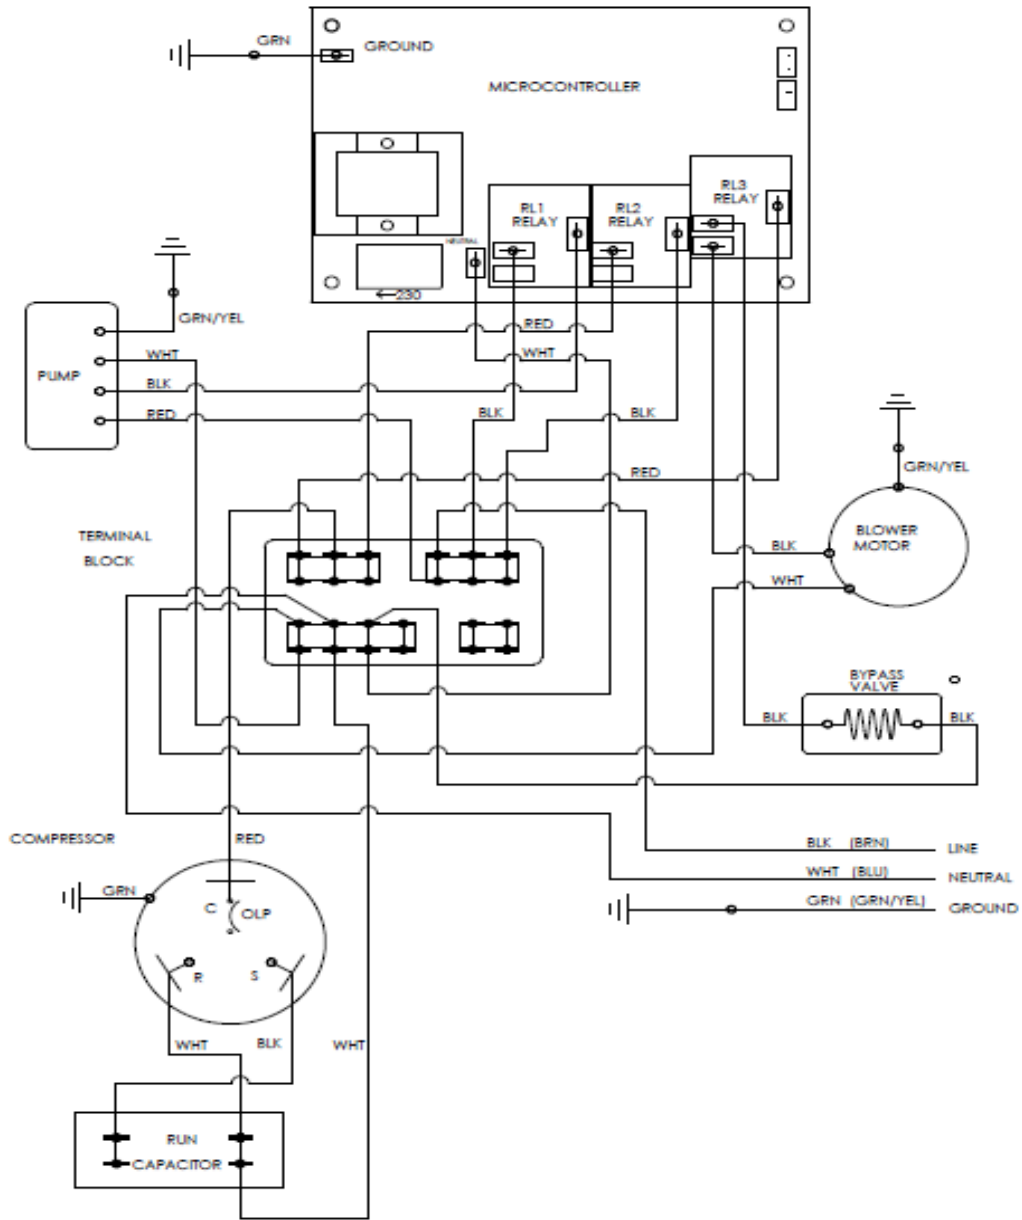 GRN
GROUND
MICROCONTROLLER
RL3
RELAY
RL1
RELAY
RL2
RELAY
NEUTRAL
←230
GRN/YEL
RED
WHT
WHT
PUMP
BLK
RED
BLK
BLK
GRN/YEL
RED
TERMINAL
BLOCK
BLOWER
MOTOR
BLK
WHT
BYPASS
VALVE
BLK
BLK
COMPRESSOR
RED
BLK (BRN) LINE
WHT (BLU) NEUTRAL
GRN (GRN/YEL) GROUND
GRN
C
OLP
R
S
WHT
BLK
WHT
RUN
CAPACITOR